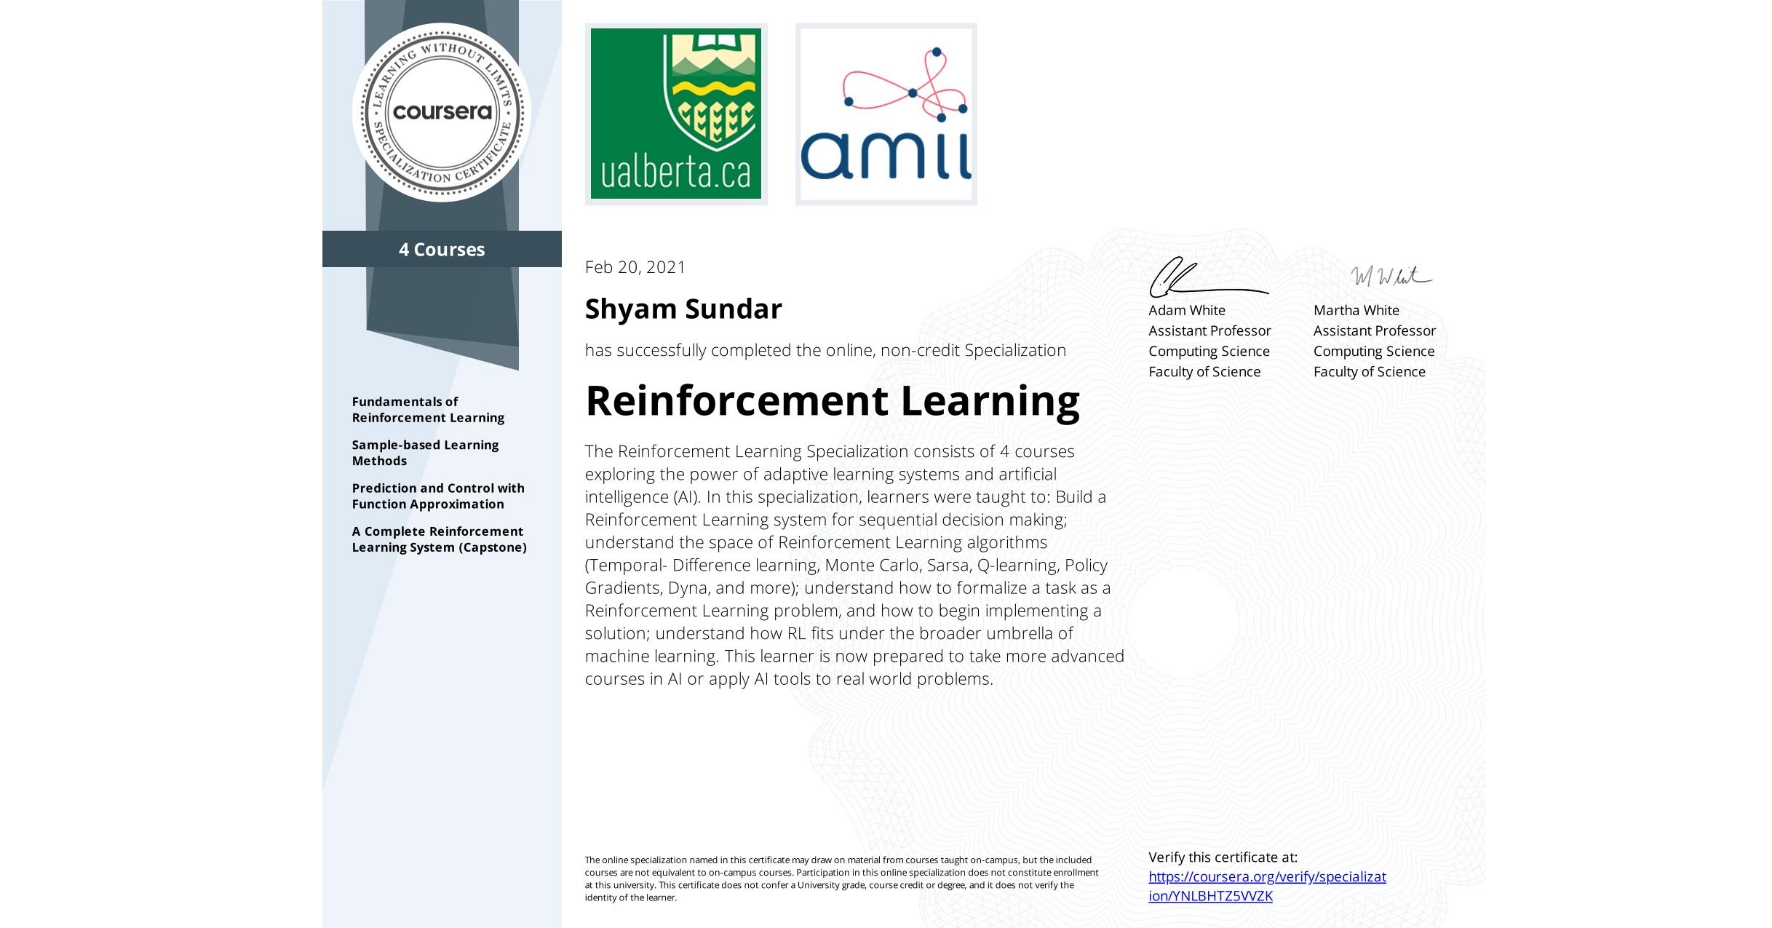 LEARNING WITHOUT LIMITS
coursera
SPECIALIZATION CERTIFICATE
4 Courses
Fundamentals of
Reinforcement Learning
Sample-based Learning
Methods
Prediction and Control with
Function Approximation
A Complete Reinforcement
Learning System (Capstone)
ualberta.ca
amii
Feb 20, 2021
Shyam Sundar
has successfully completed the online, non-credit Specialization
Reinforcement Learning
The Reinforcement Learning Specialization consists of 4 courses
exploring the power of adaptive learning systems and artificial
intelligence (AI). In this specialization, learners were taught to: Build a
Reinforcement Learning system for sequential decision making;
understand the space of Reinforcement Learning algorithms
(Temporal- Difference learning, Monte Carlo, Sarsa, Q-learning, Policy
Gradients, Dyna, and more); understand how to formalize a task as a
Reinforcement Learning problem, and how to begin implementing a
solution; understand how RL fits under the broader umbrella of
machine learning. This learner is now prepared to take more advanced
courses in AI or apply AI tools to real world problems.
Adam White
Assistant Professor
Computing Science
Faculty of Science
M White
Martha White
Assistant Professor
Computing Science
Faculty of Science
The online specialization named in this certificate may draw on material from courses taught on-campus, but the included
courses are not equivalent to on-campus courses. Participation in this online specialization does not constitute enrollment
at this university. This certificate does not confer a University grade, course credit or degree, and it does not verify the
identity of the learner.
Verify this certificate at:
https://coursera.org/verify/specializat
ion/YNLBHTZ5VVZK